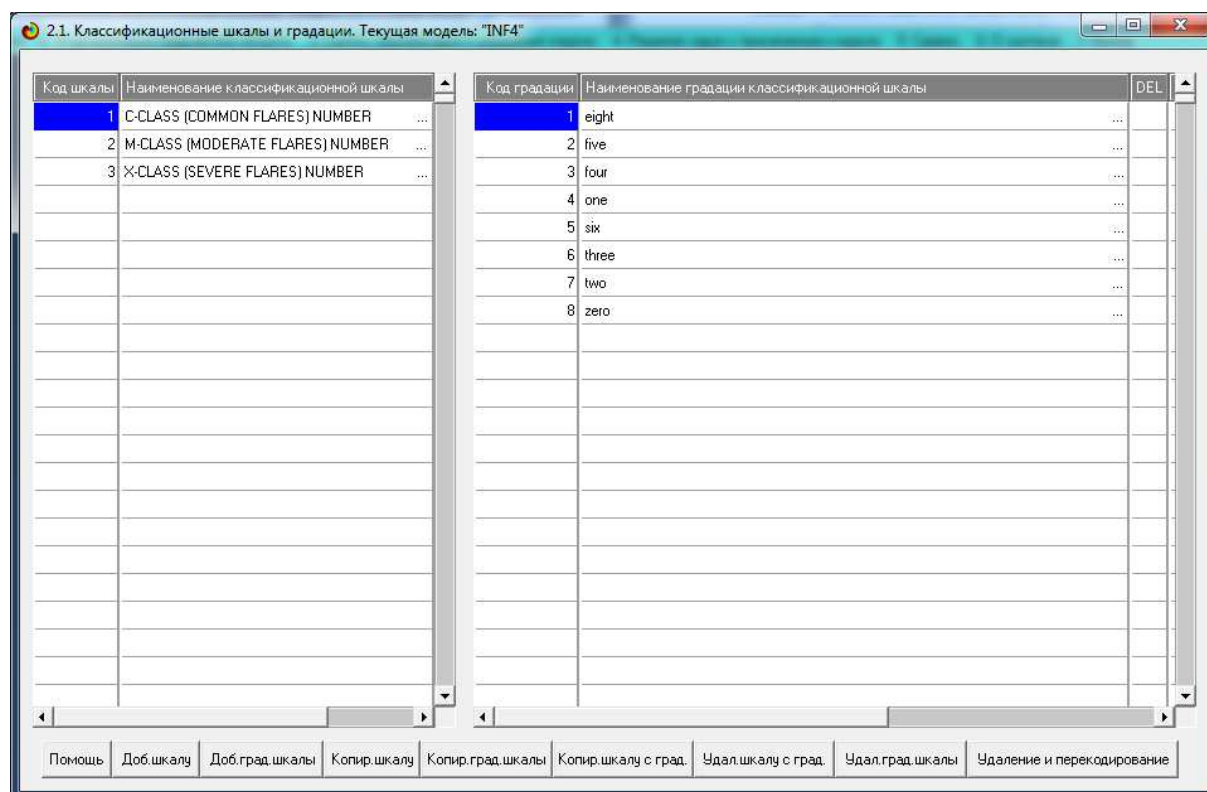 2.1. Классификационные шкалы и градации. Текущая модель: "INF4"
Код шкалы Наименование классификационной шкалы Код градации Наименование градации классификационной шкалы DEL
1 C-CLASS (COMMON FLARES) NUMBER ... 1 eight ...
2 M-CLASS (MODERATE FLARES) NUMBER ... 2 five ...
3 X-CLASS (SEVERE FLARES) NUMBER ... 3 four ...
4 one ...
5 six ...
6 three ...
7 two ...
8 zero ...
Помощь Доб.шкалу Доб.град.шкалы Копир.шкалу Копир.град.шкалы Копир.шкалу с град. Удал.шкалу с град. Удал.град.шкалы Удаление и перекодирование